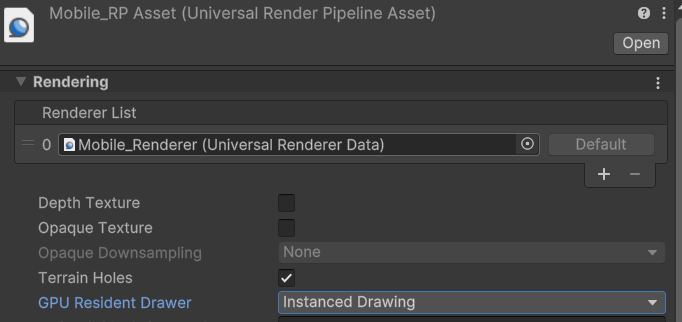 Mobile_RP Asset (Universal Render Pipeline Asset)
Open
Rendering
Renderer List
0 Mobile_Renderer (Universal Renderer Data) Default
Depth Texture
Opaque Texture
Opaque Downsampling None
Terrain Holes
GPU Resident Drawer Instanced Drawing